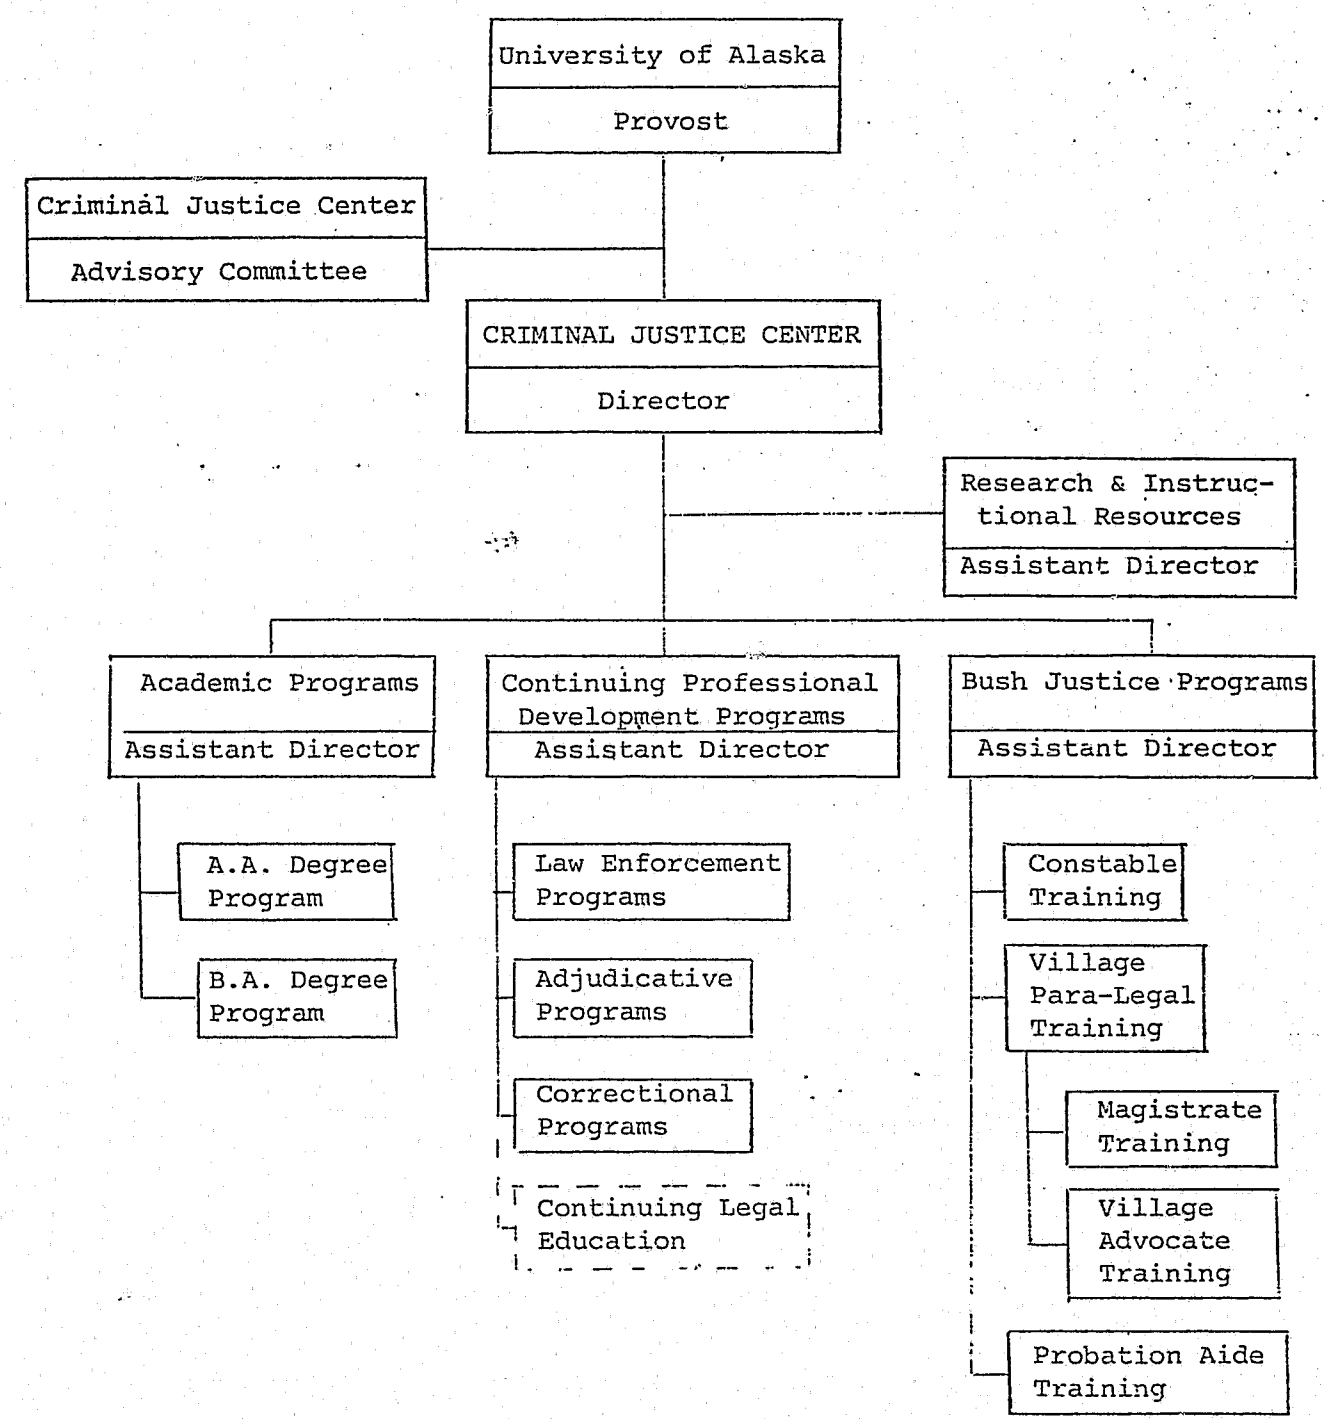 University of Alaska
Provost
Criminal Justice Center
Advisory Committee
CRIMINAL JUSTICE CENTER
Director
Research & Instruc-
tional Resources
Assistant Director
Academic Programs
Assistant Director
Continuing Professional
Development Programs
Assistant Director
Bush Justice Programs
Assistant Director
A.A. Degree
Program
B.A. Degree
Program
Law Enforcement
Programs
Adjudicative
Programs
Correctional
Programs
Continuing Legal
Education
Constable
Training
Village
Para-Legal
Training
Magistrate
Training
Village
Advocate
Training
Probation Aide
Training